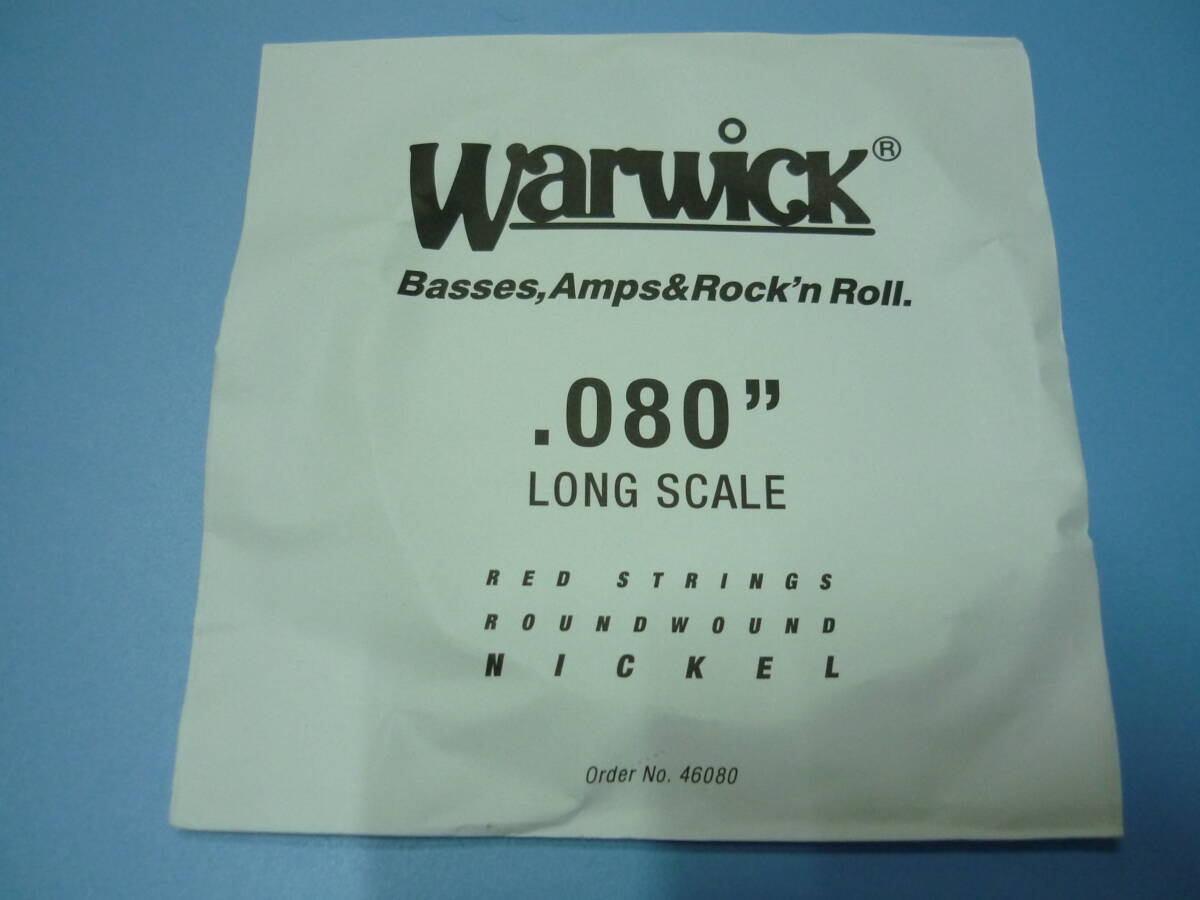 Warwick®
Basses,Amps&Rock'n Roll.
.080”
LONG SCALE
RED STRINGS
ROUNDWOUND
NICKEL
Order No. 46080